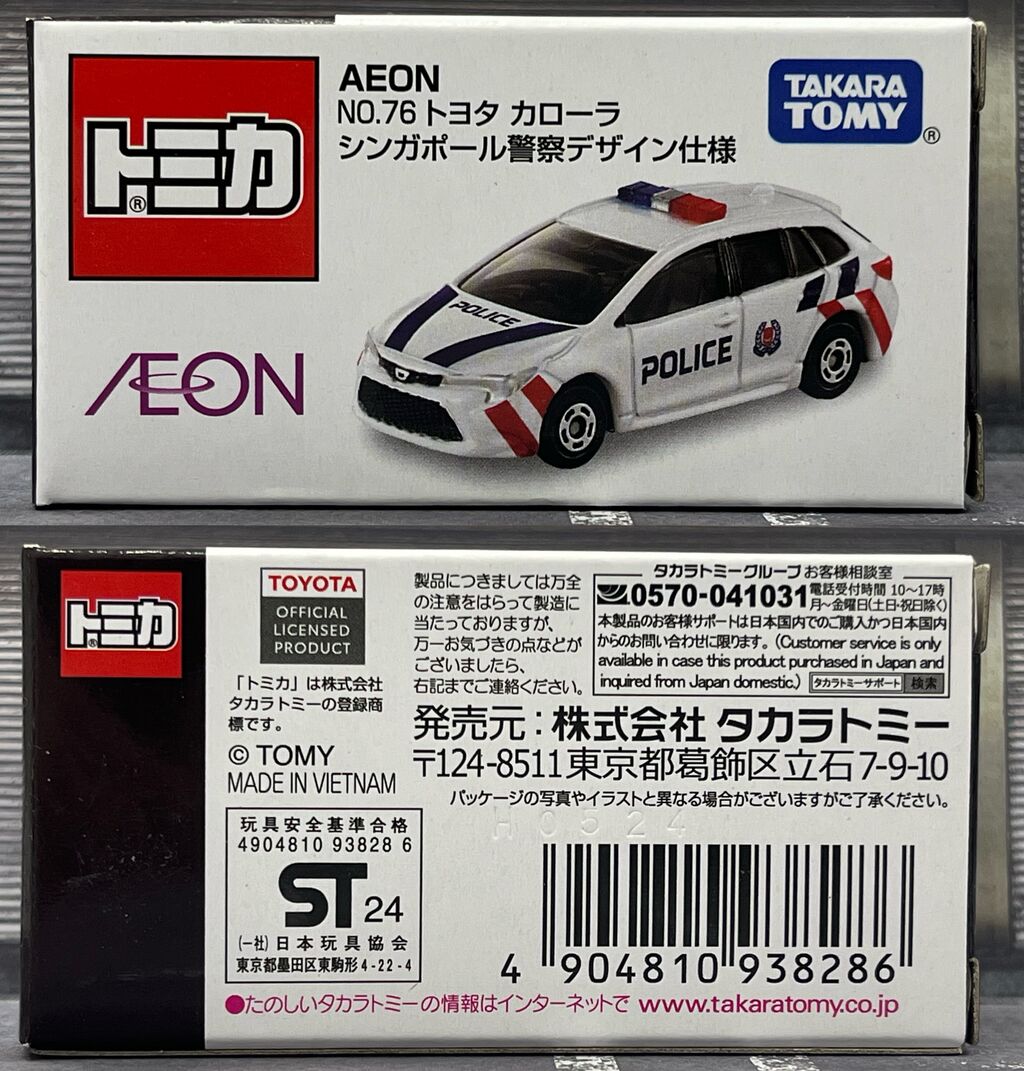 トミカ®
AEON
NO.76 トヨタ カローラ
シンガポール警察デザイン仕様
TAKARA
TOMY®
AEON
POLICE
POLICE
トミカ®
TOYOTA
OFFICIAL
LICENSED
PRODUCT
「トミカ」は株式会社
タカラトミーの登録商
標です。
© TOMY
MADE IN VIETNAM
製品につきましては万全
の注意をはらって製造に
当たっておりますが、
万一お気づきの点などが
ございましたら、
右記までご連絡ください。
タカラトミーグループ お客様相談室
0570-041031 電話受付時間 10〜17時
月〜金曜日(土日・祝日除く)
本製品のお客様サポートは日本国内でのご購入かつ日本国内
からのお問い合わせに限ります。(Customer service is only
available in case this product purchased in Japan and
inquired from Japan domestic.) タカラトミーサポート 検索
発売元:株式会社 タカラトミー
〒124-8511 東京都葛飾区立石7-9-10
パッケージの写真やイラストと異なる場合がございますがご了承ください。
H0524
玩具安全基準合格
4904810 93828 6
ST 24
(一社)日本玩具協会
東京都墨田区東駒形4-22-4
4 904810 938286
●たのしいタカラトミーの情報はインターネットで www.takaratomy.co.jp